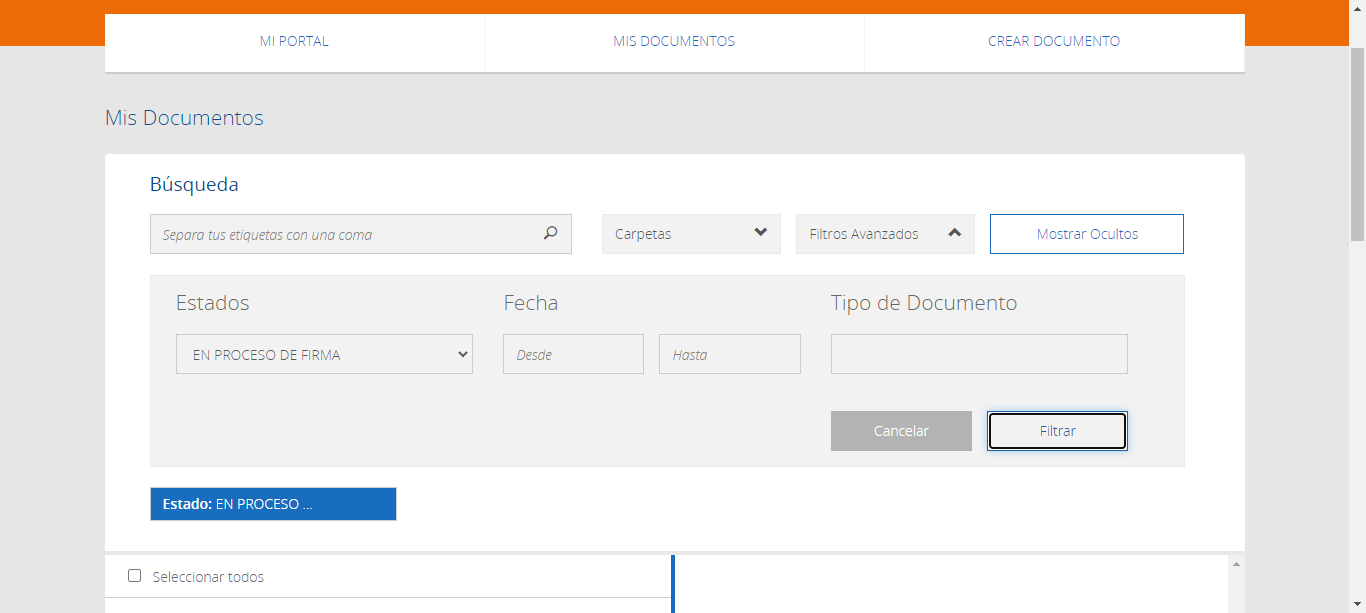 MI PORTAL
MIS DOCUMENTOS
CREAR DOCUMENTO
Mis Documentos
Búsqueda
Separa tus etiquetas con una coma
Carpetas
Filtros Avanzados
Mostrar Ocultos
Estados
Fecha
Tipo de Documento
EN PROCESO DE FIRMA
Desde
Hasta
Cancelar
Filtrar
Estado: EN PROCESO ...
Seleccionar todos